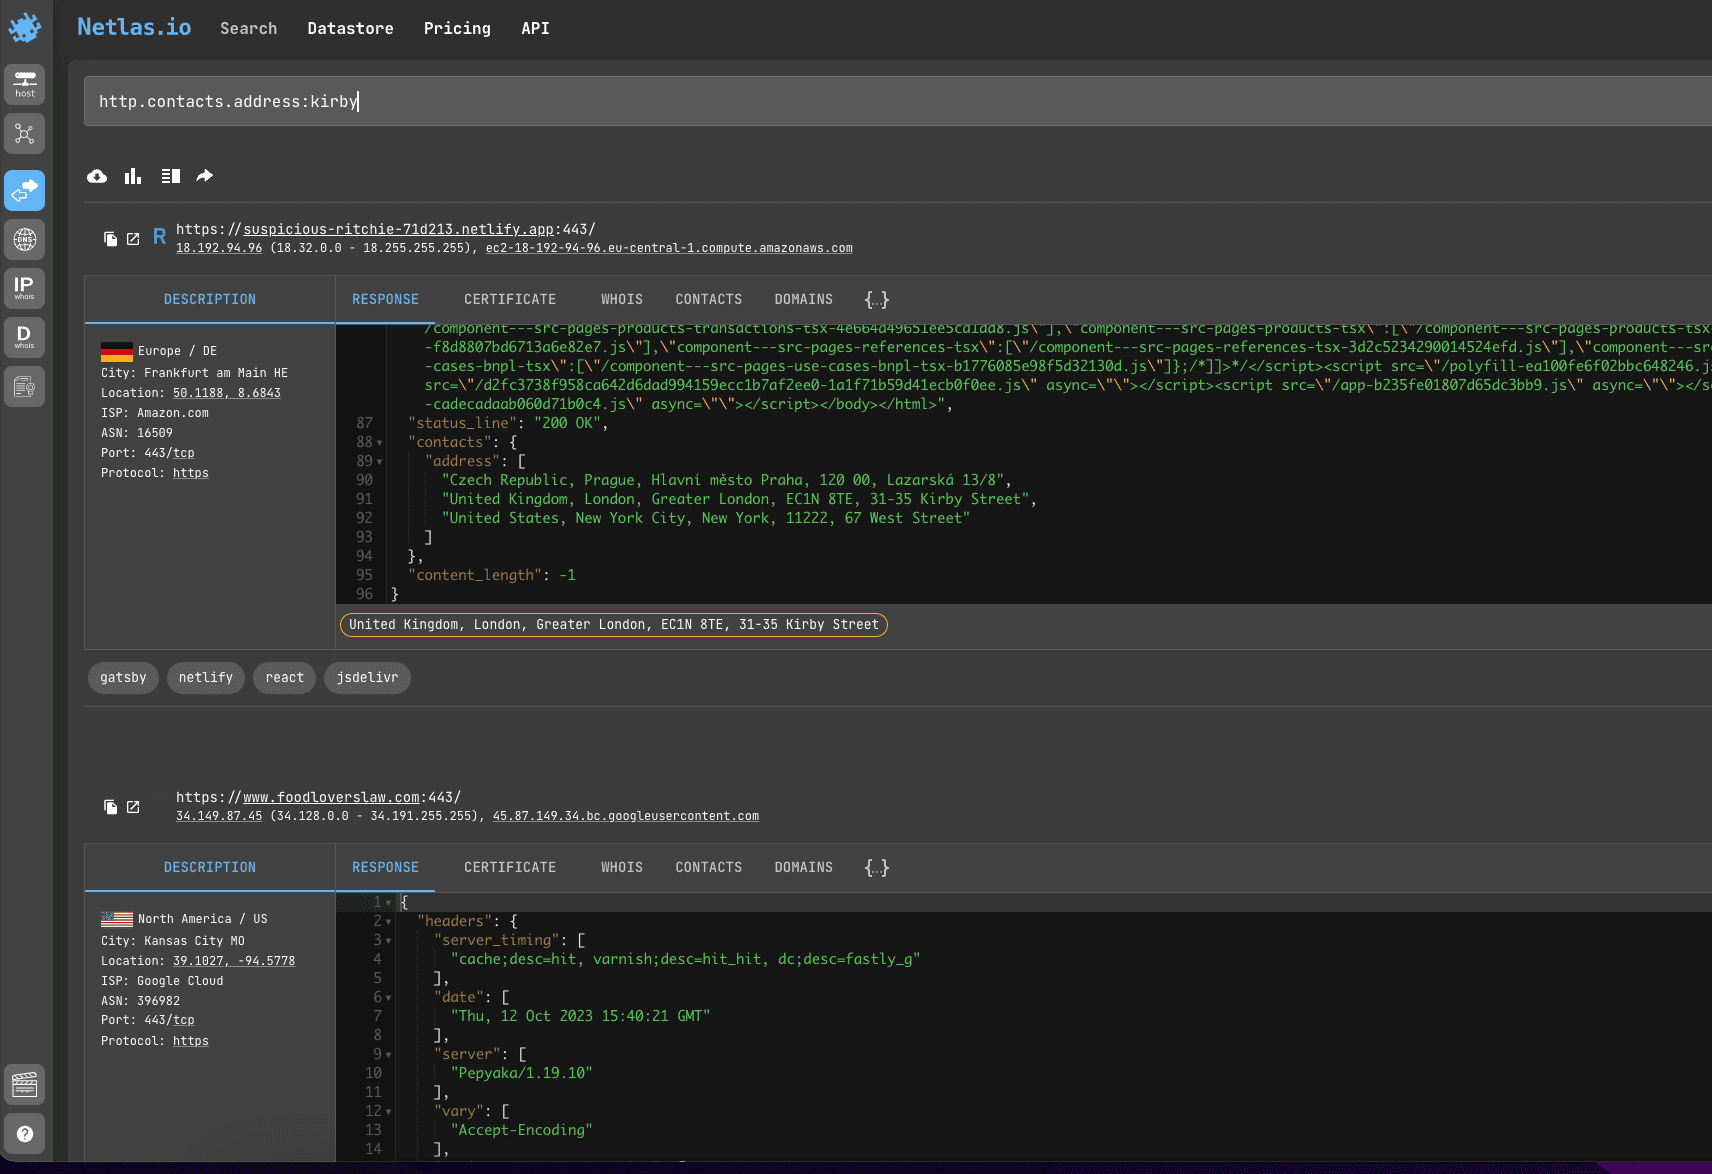 Netlas.io Search Datastore Pricing API
host
http.contacts.address:kirby
DNS
IP
whois
D
whois
R
https://suspicious-ritchie-71d213.netlify.app:443/
18.192.94.96 (18.32.0.0 - 18.255.255.255), ec2-18-192-94-96.eu-central-1.compute.amazonaws.com
DESCRIPTION
RESPONSE CERTIFICATE WHOIS CONTACTS DOMAINS {...}
Europe / DE
City: Frankfurt am Main HE
Location: 50.1188, 8.6843
ISP: Amazon.com
ASN: 16509
Port: 443/tcp
Protocol: https
/component---src-pages-products-transactions-tsx-4e664d49651ee5ca1aa8.js\"],\"component---src-pages-products-tsx\":[\"/component---src-pages-products-tsx
-f8d8807bd6713a6e82e7.js\"],\"component---src-pages-references-tsx\":[\"/component---src-pages-references-tsx-3d2c5234290014524efd.js\"],\"component---src
-cases-bnpl-tsx\":[\"/component---src-pages-use-cases-bnpl-tsx-b1776085e98f5d32130d.js\"]};/*]]>*/</script><script src=\"/polyfill-ea100fe6f02bbc648246.js
src=\"/d2fc3738f958ca642d6dad994159ecc1b7af2ee0-1a1f71b59d41ecb0f0ee.js\" async=\"\"></script><script src=\"/app-b235fe01807d65dc3bb9.js\" async=\"\"></s
-cadecadaab060d71b0c4.js\" async=\"\"></script></body></html>",
87 "status_line": "200 OK",
88 "contacts": {
89 "address": [
90 "Czech Republic, Prague, Hlavní město Praha, 120 00, Lazarská 13/8",
91 "United Kingdom, London, Greater London, EC1N 8TE, 31-35 Kirby Street",
92 "United States, New York City, New York, 11222, 67 West Street"
93 ]
94 },
95 "content_length": -1
96 }
United Kingdom, London, Greater London, EC1N 8TE, 31-35 Kirby Street
gatsby netlify react jsdelivr
https://www.foodloverslaw.com:443/
34.149.87.45 (34.128.0.0 - 34.191.255.255), 45.87.149.34.bc.googleusercontent.com
DESCRIPTION
RESPONSE CERTIFICATE WHOIS CONTACTS DOMAINS {...}
North America / US
City: Kansas City MO
Location: 39.1027, -94.5778
ISP: Google Cloud
ASN: 396982
Port: 443/tcp
Protocol: https
1 {
2 "headers": {
3 "server_timing": [
4 "cache;desc=hit, varnish;desc=hit_hit, dc;desc=fastly_g"
5 ],
6 "date": [
7 "Thu, 12 Oct 2023 15:40:21 GMT"
8 ],
9 "server": [
10 "Pepyaka/1.19.10"
11 ],
12 "vary": [
13 "Accept-Encoding"
14 ],